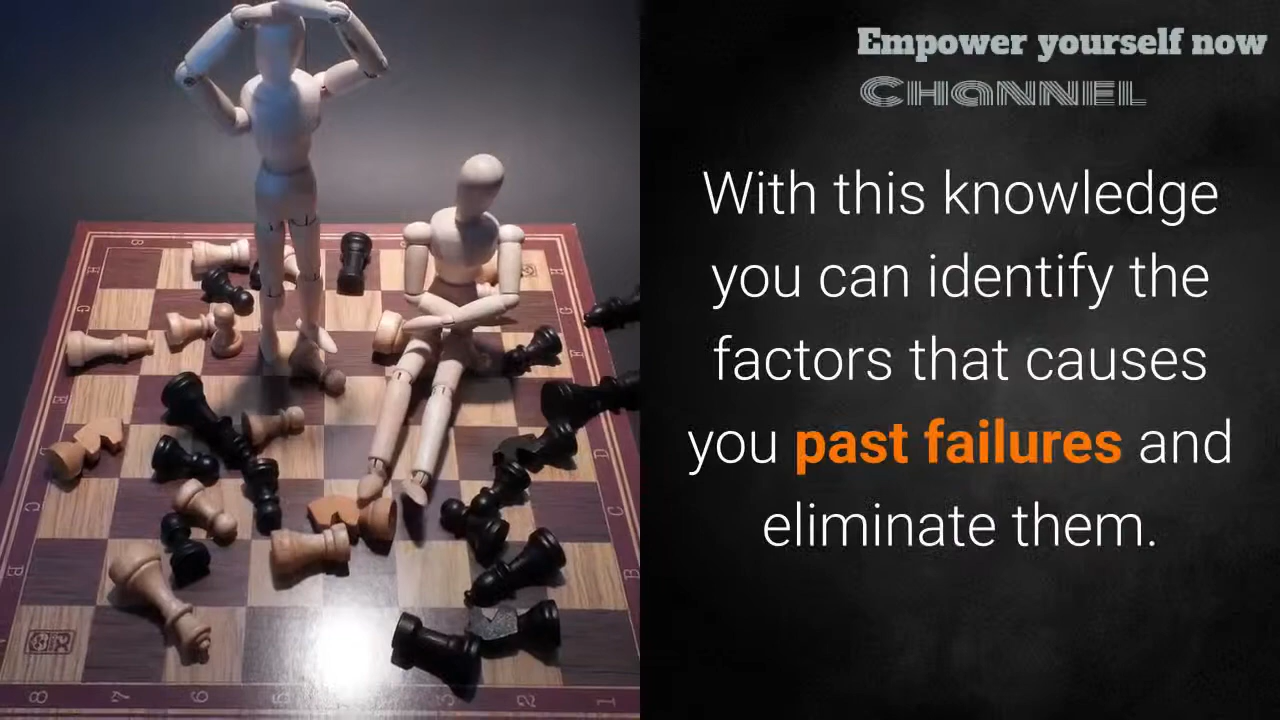 Empower yourself now
Channel
With this knowledge
you can identify the
factors that causes
you past failures and
eliminate them.